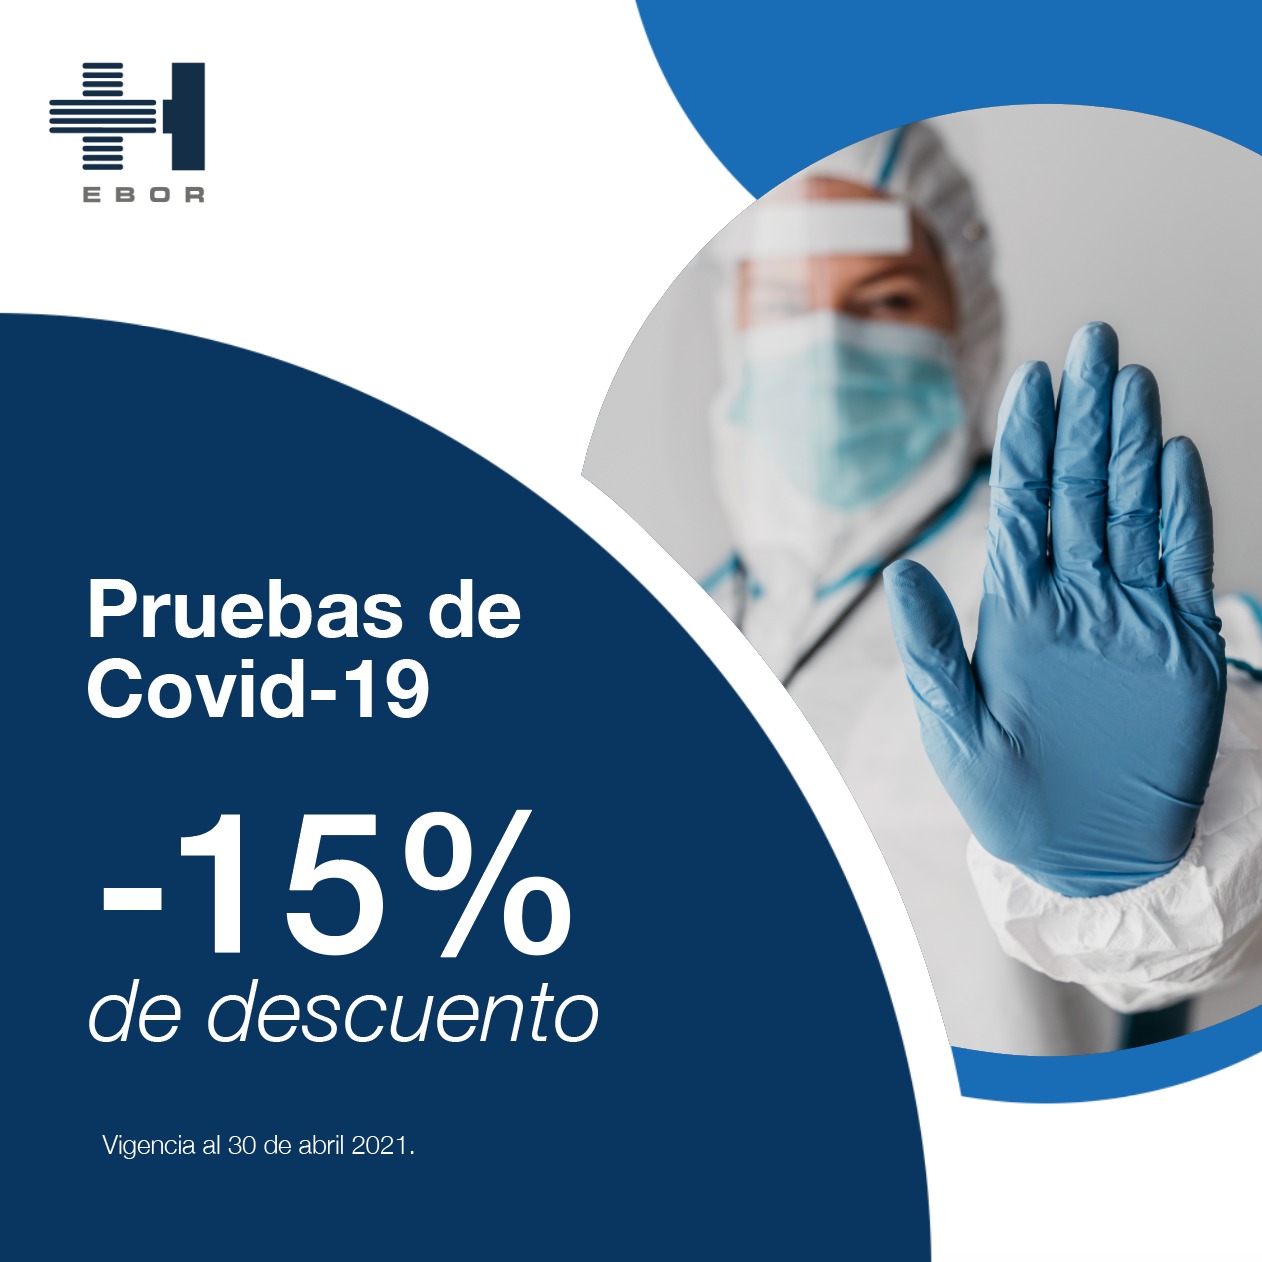 EBOR
Pruebas de
Covid-19
-15%
de descuento
Vigencia al 30 de abril 2021.